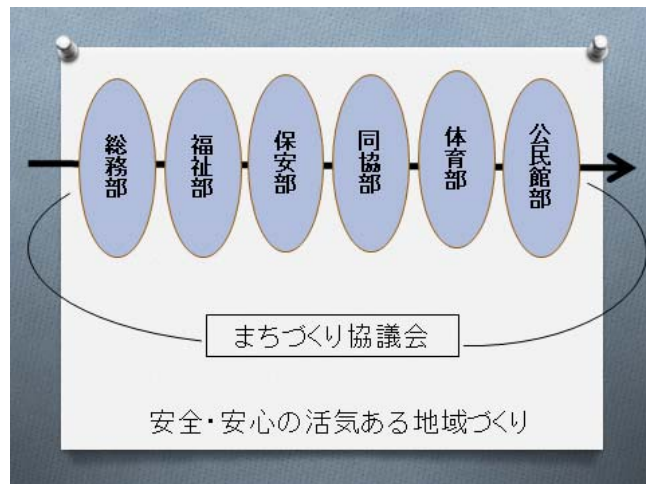 総務部
福祉部
保安部
同協部
体育部
公民館部
まちづくり協議会
安全・安心の活気ある地域づくり